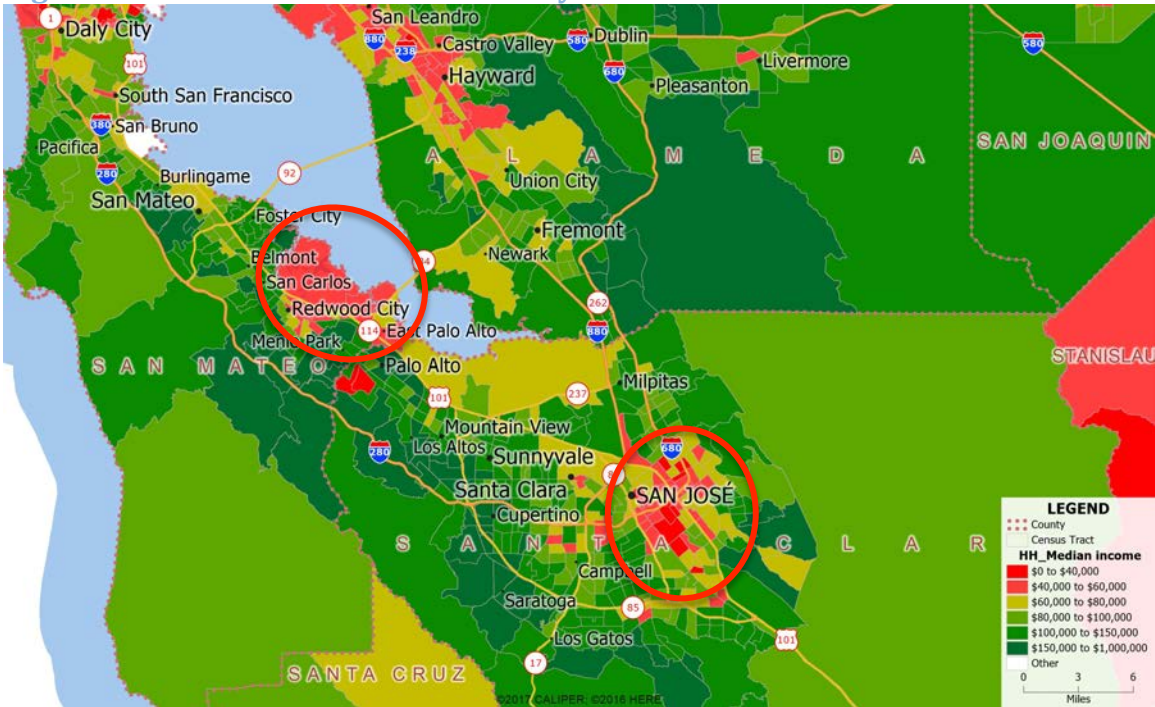 1
Daly City
San Leandro
880
238
Castro Valley
580
Dublin
580
101
Hayward
680
Livermore
Pleasanton
South San Francisco
380
San Bruno
Pacifica
280
92
Burlingame
San Mateo
A L A M E D A
SAN JOAQUIN
Union City
Foster City
Fremont
Newark
Belmont
San Carlos
Redwood City
114
East Palo Alto
262
880
Menlo Park
SAN MATEO
Palo Alto
STANISLAU
Milpitas
237
101
Mountain View
Los Altos
280
Sunnyvale
680
Santa Clara
SAN JOSÉ
Cupertino
S A N T A C L A R
Campbell
Saratoga
85
Los Gatos
101
17
SANTA CRUZ
©2017 CALIPER; ©2016 HERE
LEGEND
County
Census Tract
HH_Median income
$0 to $40,000
$40,000 to $60,000
$60,000 to $80,000
$80,000 to $100,000
$100,000 to $150,000
$150,000 to $1,000,000
Other
0 3 6
Miles